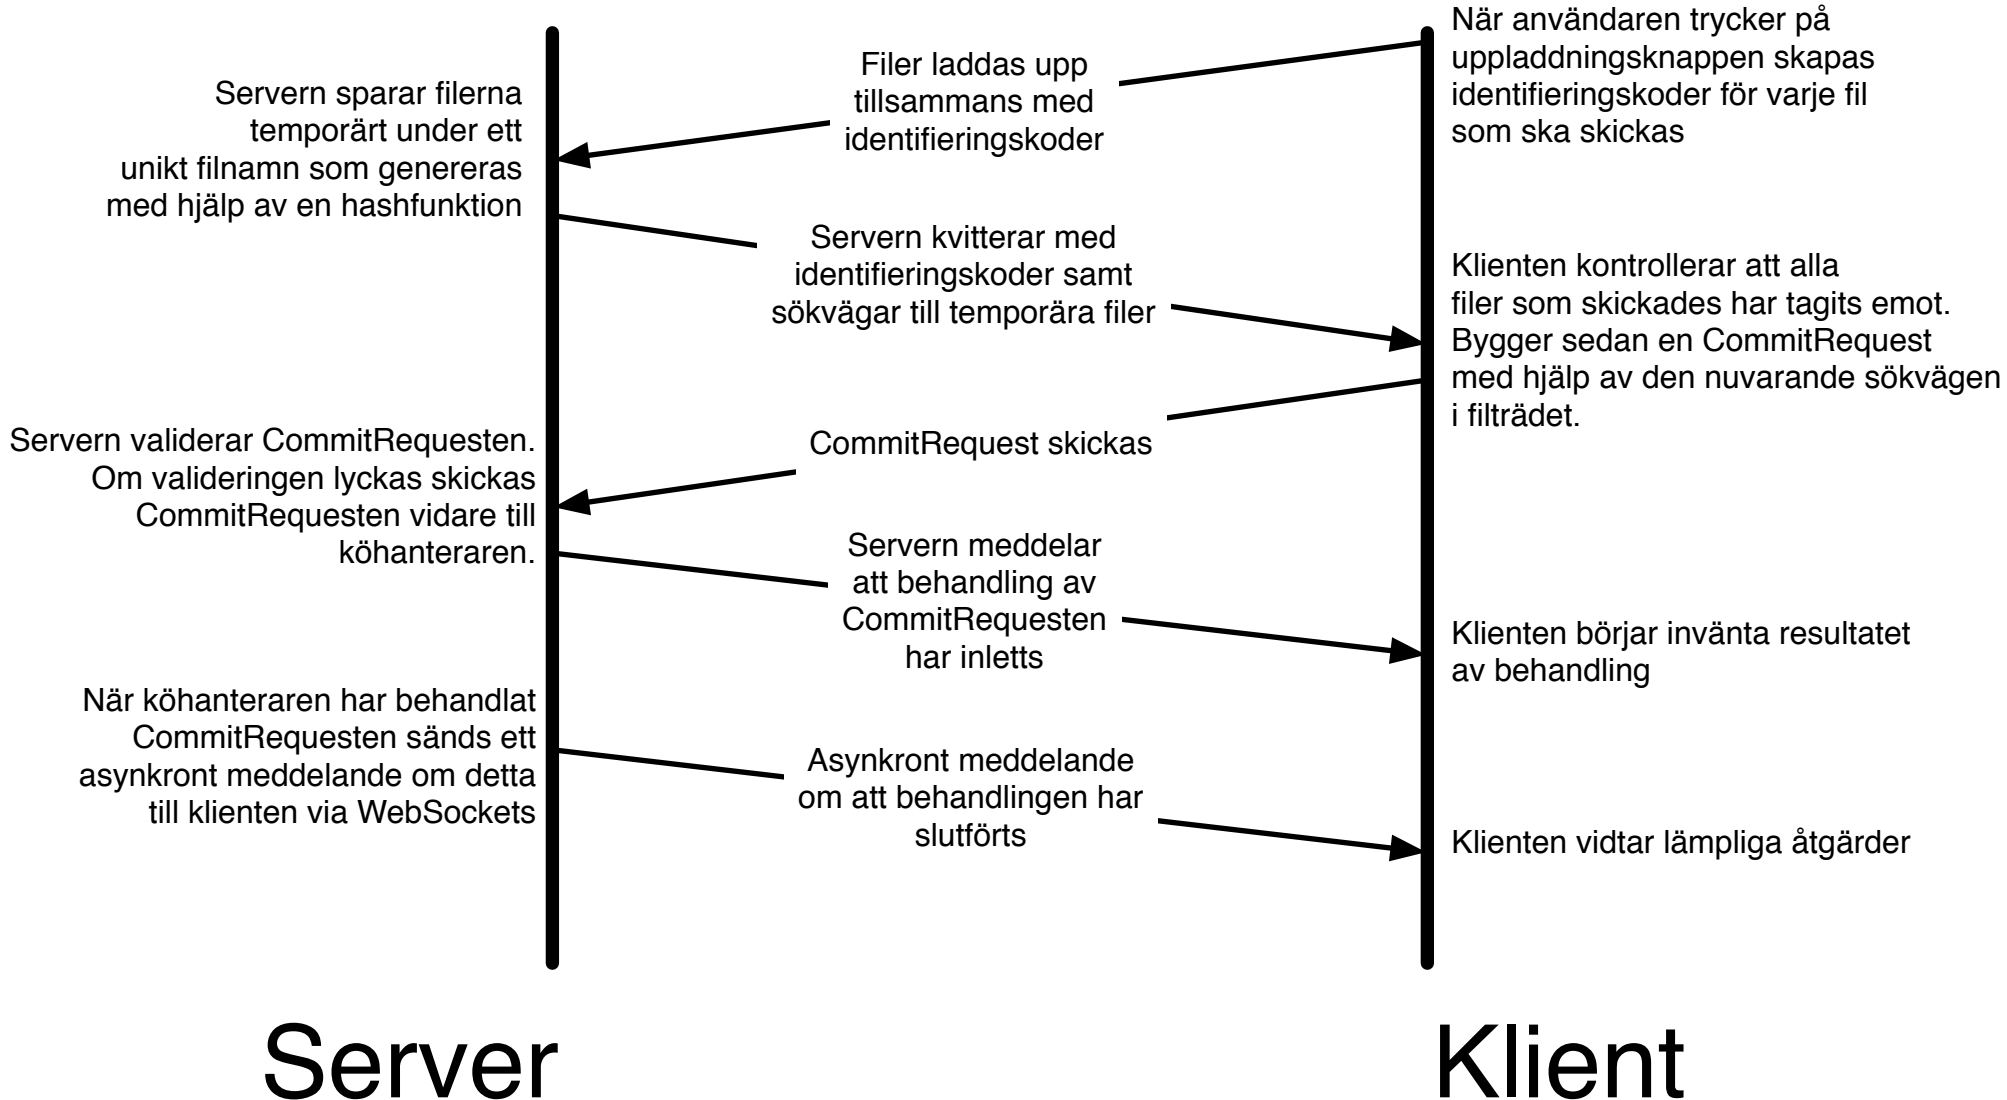 När användaren trycker på
uppladdningsknappen skapas
identifieringskoder för varje fil
som ska skickas
Filer laddas upp
tillsammans med
identifieringskoder
Servern sparar filerna
temporärt under ett
unikt filnamn som genereras
med hjälp av en hashfunktion
Servern kvitterar med
identifieringskoder samt
sökvägar till temporära filer
Klienten kontrollerar att alla
filer som skickades har tagits emot.
Bygger sedan en CommitRequest
med hjälp av den nuvarande sökvägen
i filträdet.
CommitRequest skickas
Servern validerar CommitRequesten.
Om valideringen lyckas skickas
CommitRequesten vidare till
köhanteraren.
Servern meddelar
att behandling av
CommitRequesten
har inletts
Klienten börjar invänta resultatet
av behandling
När köhanteraren har behandlat
CommitRequesten sänds ett
asynkront meddelande om detta
till klienten via WebSockets
Asynkront meddelande
om att behandlingen har
slutförts
Klienten vidtar lämpliga åtgärder
Server
Klient